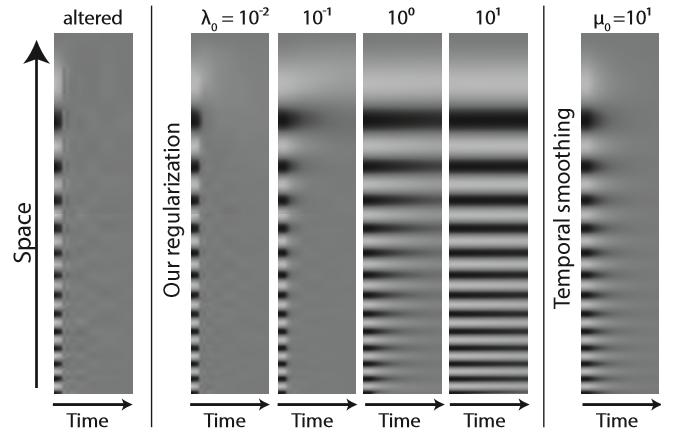 altered
λ₀ = 10⁻²
10⁻¹
10⁰
10¹
μ₀=10¹
Space
Our regularization
Temporal smoothing
Time
Time
Time
Time
Time
Time